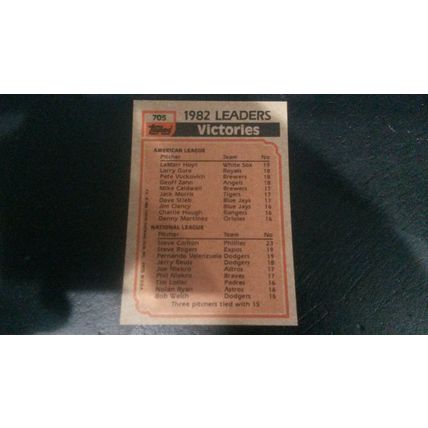 705
Topps
1982 LEADERS
Victories
AMERICAN LEAGUE
Pitcher Team No
LaMarr Hoyt White Sox 19
Larry Gura Royals 18
Pete Vuckovich Brewers 18
Geoff Zahn Angels 18
Mike Caldwell Brewers 17
Jack Morris Tigers 17
Dave Stieb Blue Jays 17
Jim Clancy Blue Jays 16
Charlie Hough Rangers 16
Denny Martinez Orioles 16
NATIONAL LEAGUE
Pitcher Team No
Steve Carlton Phillies 23
Steve Rogers Expos 19
Fernando Valenzuela Dodgers 19
Jerry Reuss Dodgers 18
Joe Niekro Astros 17
Phil Niekro Braves 17
Tim Lollar Padres 16
Nolan Ryan Astros 16
Bob Welch Dodgers 16
Three pitchers tied with 15